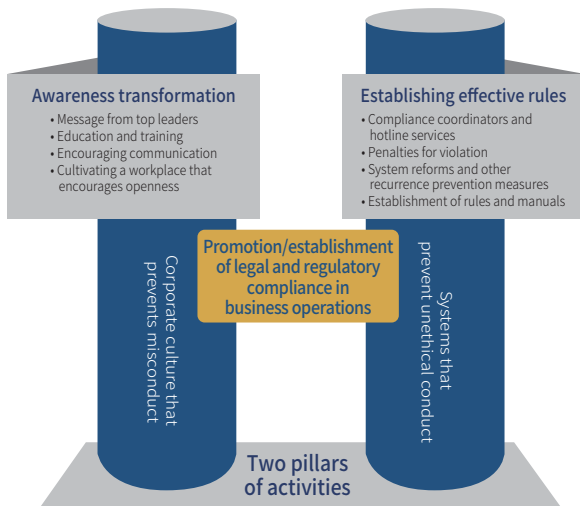 Awareness transformation
• Message from top leaders
• Education and training
• Encouraging communication
• Cultivating a workplace that
encourages openness
Establishing effective rules
• Compliance coordinators and
hotline services
• Penalties for violation
• System reforms and other
recurrence prevention measures
• Establishment of rules and manuals
Promotion/establishment
of legal and regulatory
compliance in
business operations
Corporate culture that
prevents misconduct
Systems that
prevent unethical conduct
Two pillars
of activities